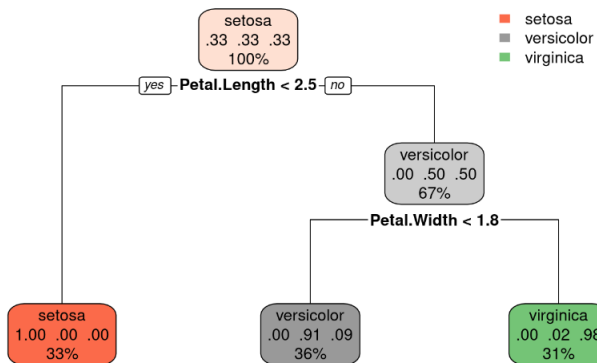 setosa
.33 .33 .33
100%
setosa
versicolor
virginica
yes Petal.Length < 2.5 no
versicolor
.00 .50 .50
67%
Petal.Width < 1.8
setosa
1.00 .00 .00
33%
versicolor
.00 .91 .09
36%
virginica
.00 .02 .98
31%